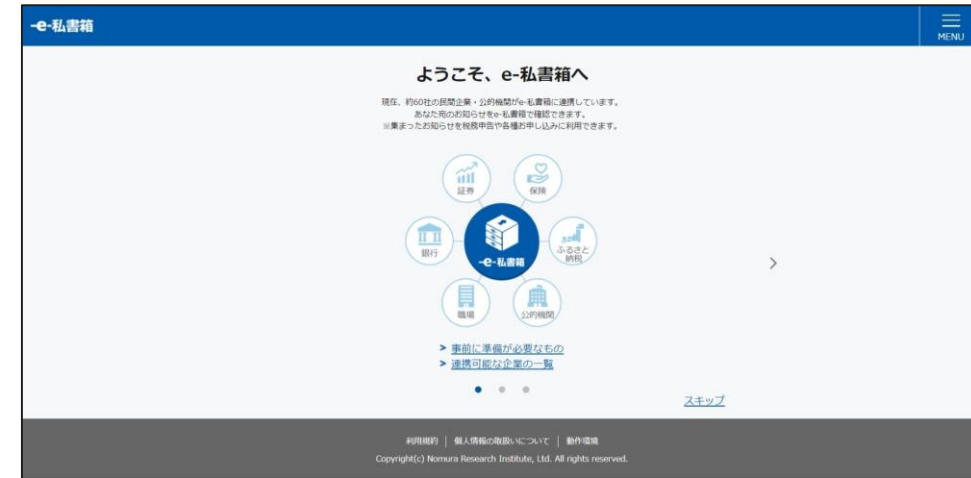 -e-私書箱
MENU
ようこそ、e-私書箱へ
現在、約60社の民間企業・公的機関がe-私書箱に連携しています。
あなた宛のお知らせをe-私書箱で確認できます。
※集まったお知らせを税務申告や各種お申し込みに利用できます。
証券
保険
銀行
-e-私書箱
ふるさと
納税
職場
公的機関
> 事前に準備が必要なもの
> 連携可能な企業の一覧
スキップ
利用規約 | 個人情報の取扱いについて | 動作環境
Copyright(c) Nomura Research Institute, Ltd. All rights reserved.